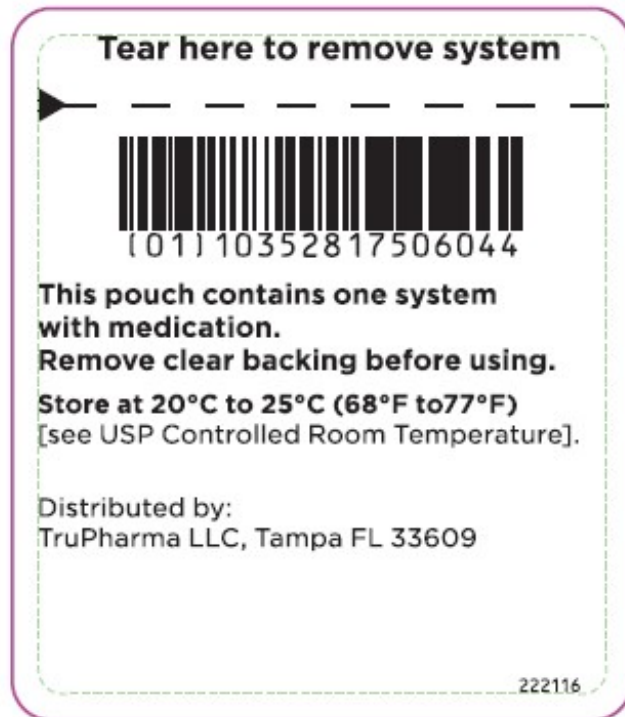 Tear here to remove system
(01)10352817506044
This pouch contains one system
with medication.
Remove clear backing before using.
Store at 20°C to 25°C (68°F to77°F)
[see USP Controlled Room Temperature].
Distributed by:
TruPharma LLC, Tampa FL 33609
222116